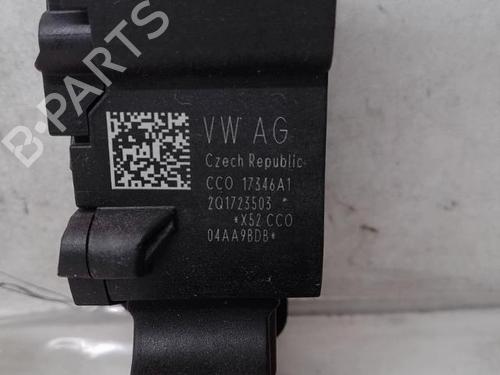 B-PARTS
VW AG
Czech Republic
CCO 17346A1
2Q1723503 *
*X52 CCO
04AA9BDB*